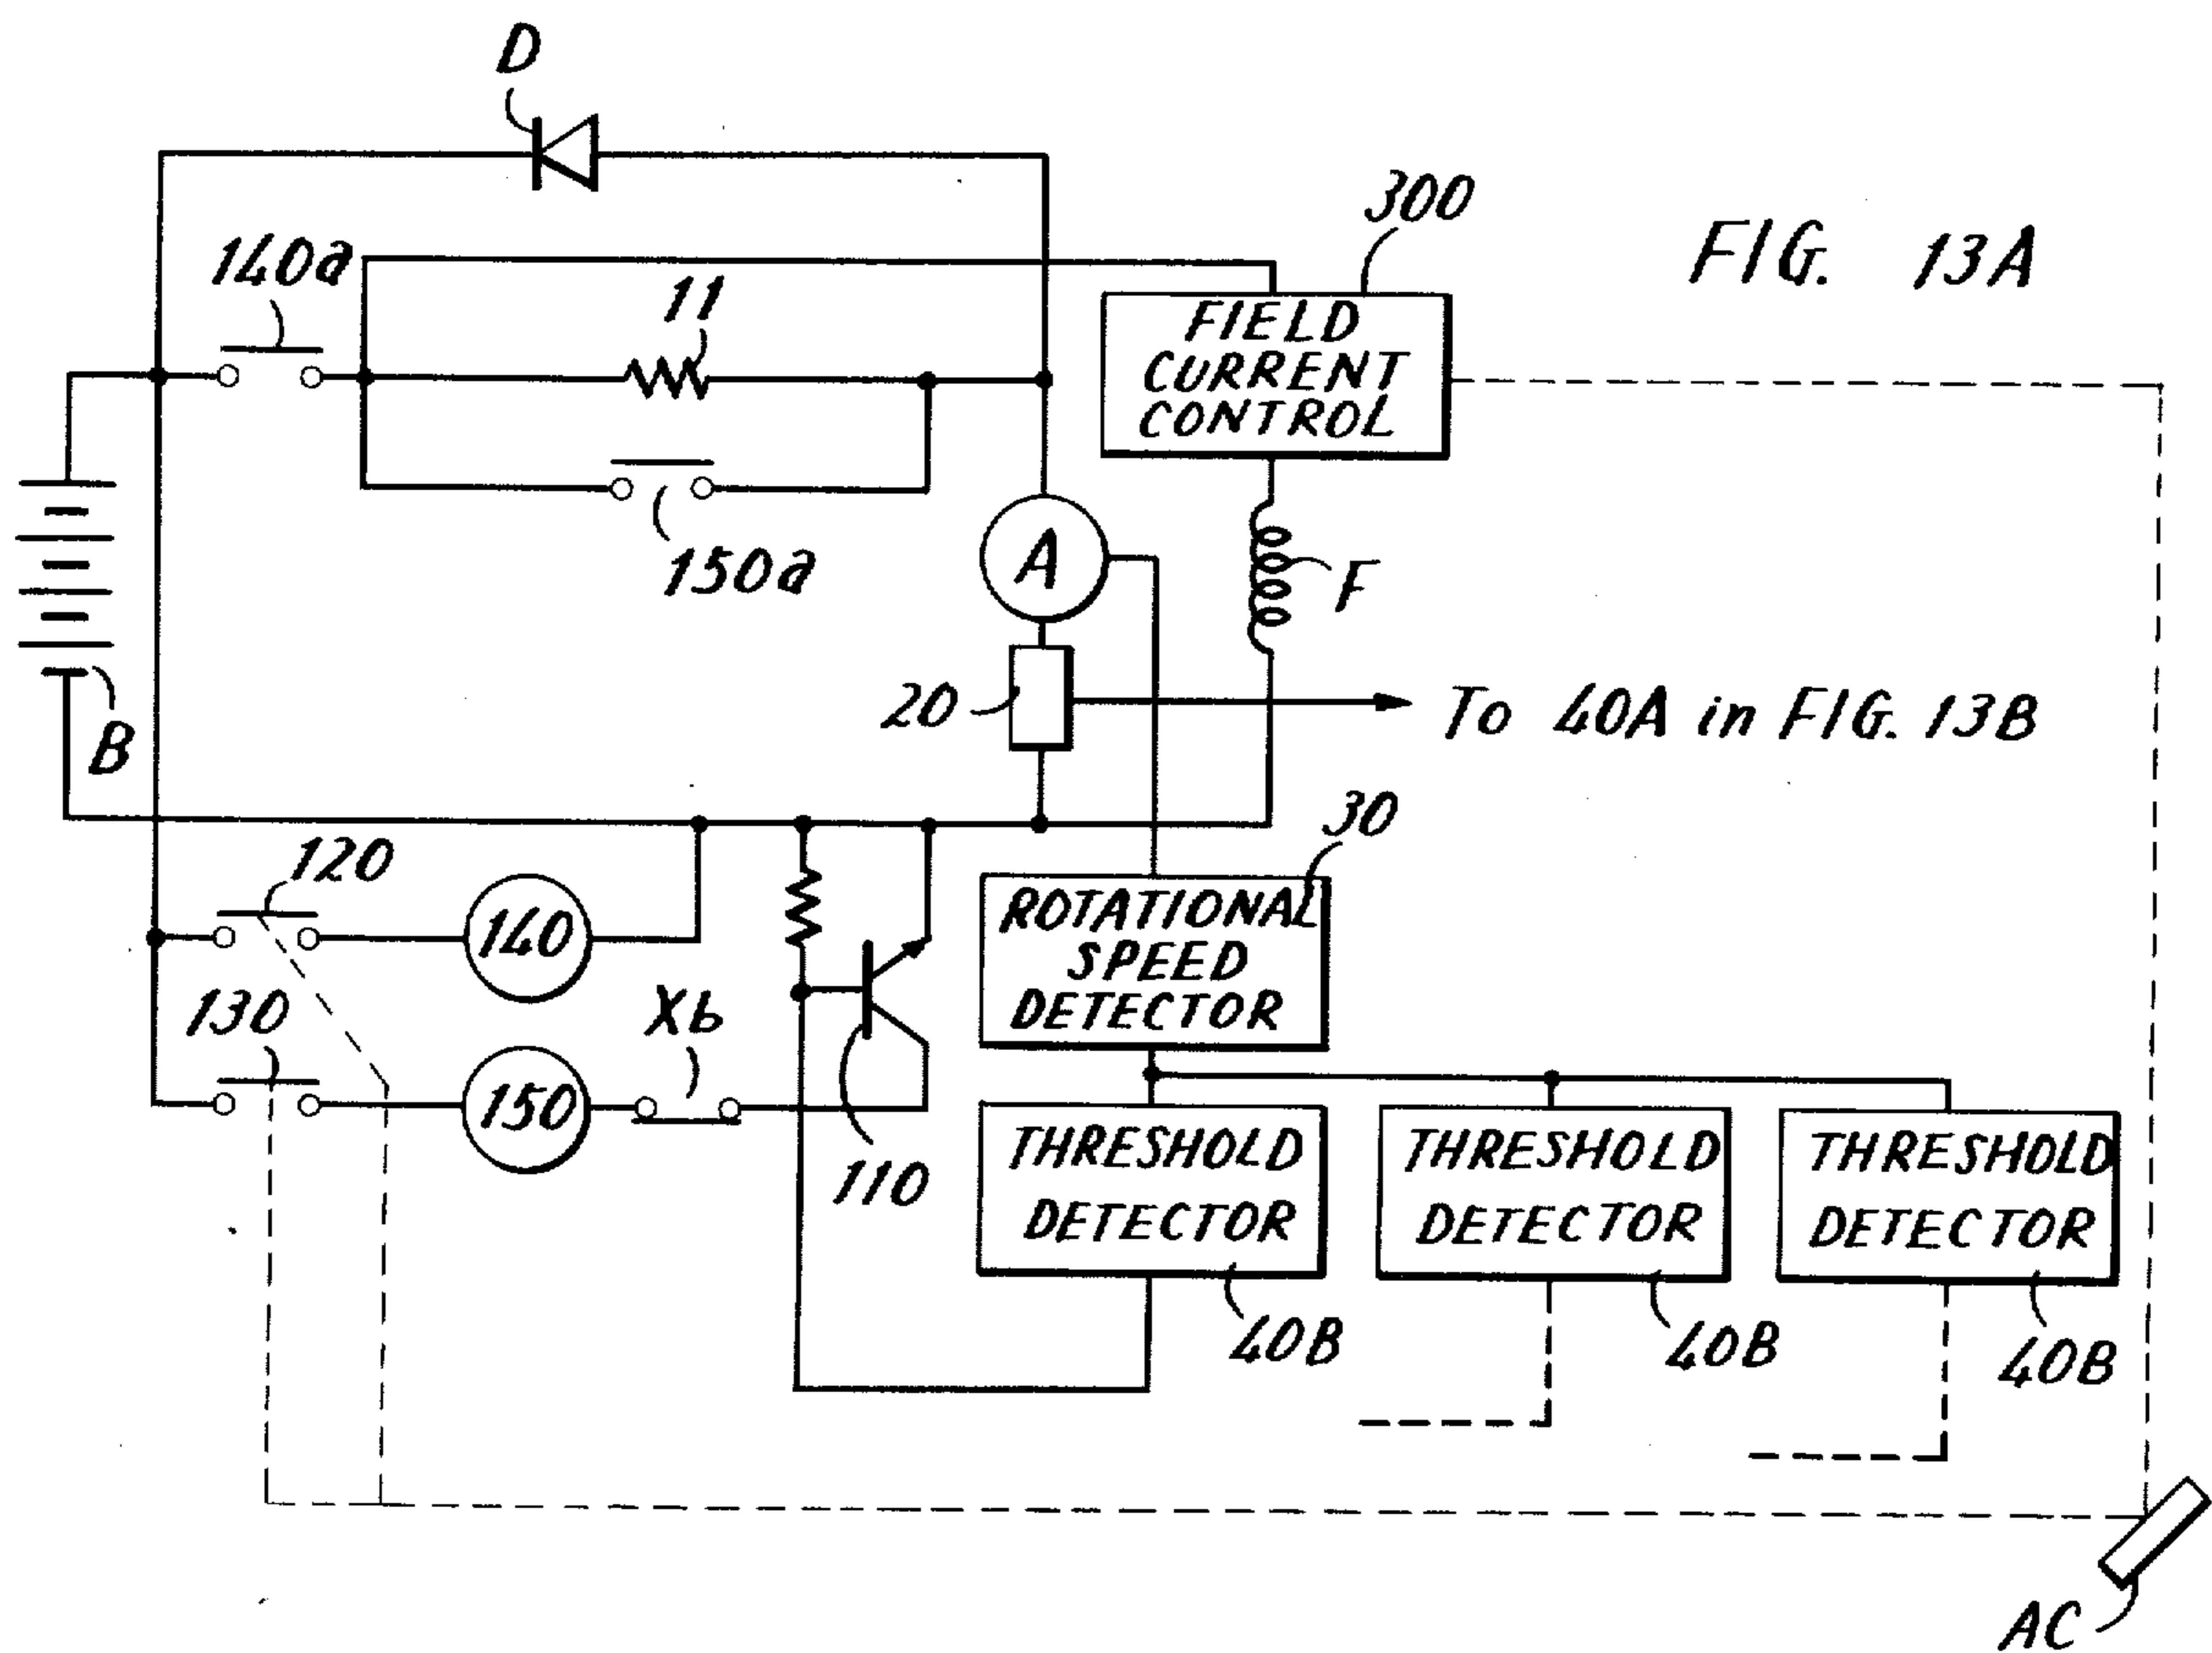 D
300
FIG. 13A
140a
11
FIELD
CURRENT
CONTROL
150a
A
F
20
To 40A in FIG. 13B
B
30
120
140
ROTATIONAL
SPEED
DETECTOR
130
Xb
150
110
THRESHOLD
DETECTOR
THRESHOLD
DETECTOR
THRESHOLD
DETECTOR
40B
40B
40B
AC